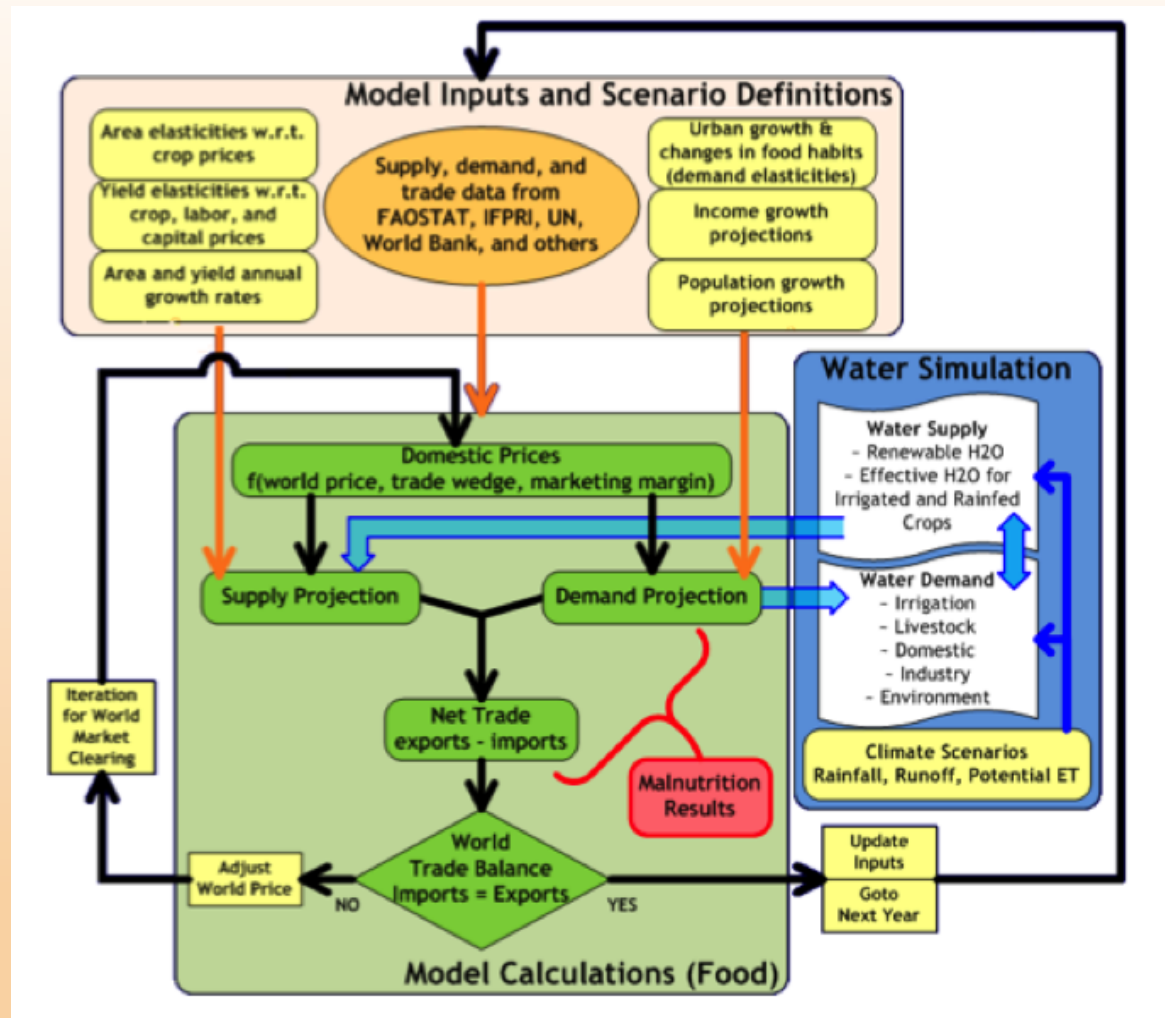 Model Inputs and Scenario Definitions
Area elasticities w.r.t.
crop prices
Yield elasticities w.r.t.
crop, labor, and
capital prices
Area and yield annual
growth rates
Supply, demand, and
trade data from
FAOSTAT, IFPRI, UN,
World Bank, and others
Urban growth &
changes in food habits
(demand elasticities)
Income growth
projections
Population growth
projections
Water Simulation
Water Supply
– Renewable H2O
– Effective H2O for
Irrigated and Rainfed
Crops
Water Demand
– Irrigation
– Livestock
– Domestic
– Industry
– Environment
Climate Scenarios
Rainfall, Runoff, Potential ET
Domestic Prices
f(world price, trade wedge, marketing margin)
Supply Projection
Demand Projection
Net Trade
exports – imports
Malnutrition
Results
World
Trade Balance
Imports = Exports
NO
YES
Iteration
for World
Market
Clearing
Adjust
World Price
Update
Inputs
Goto
Next Year
Model Calculations (Food)